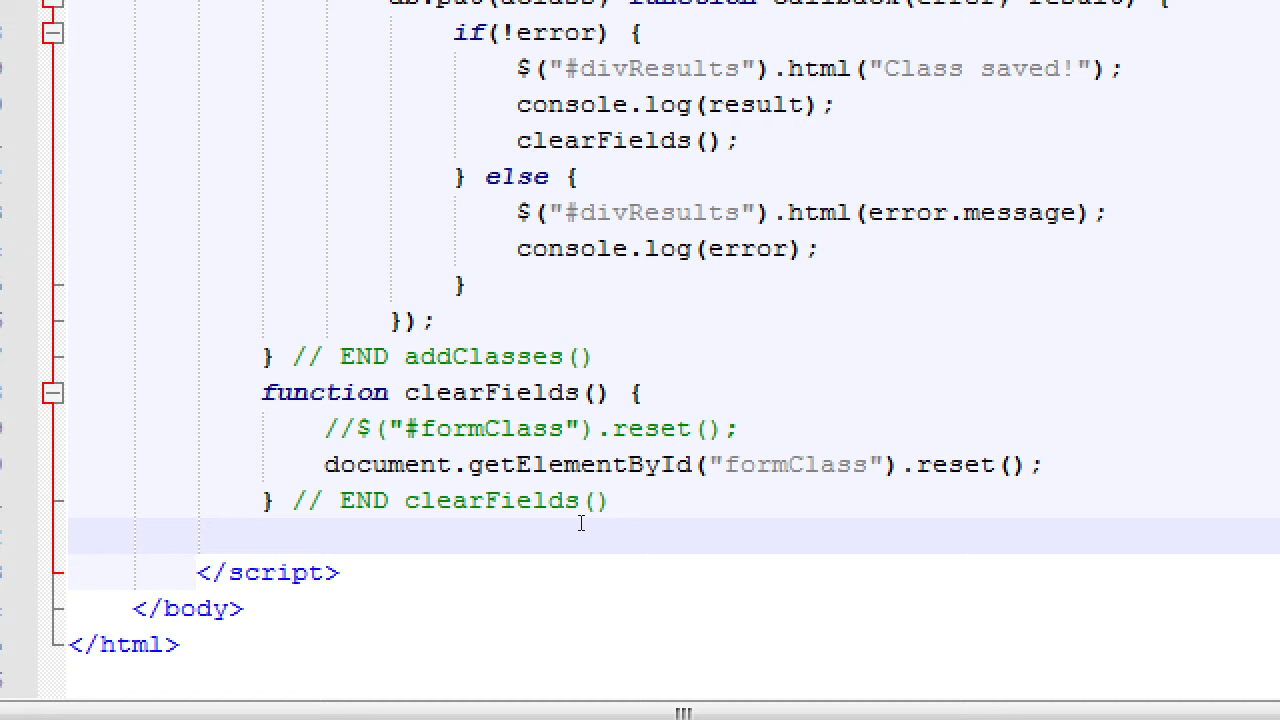 if(!error) {
$("#divResults").html("Class saved!");
console.log(result);
clearFields();
} else {
$("#divResults").html(error.message);
console.log(error);
}
});
} // END addClasses()
function clearFields() {
//$("#formClass").reset();
document.getElementById("formClass").reset();
} // END clearFields()
</script>
</body>
</html>